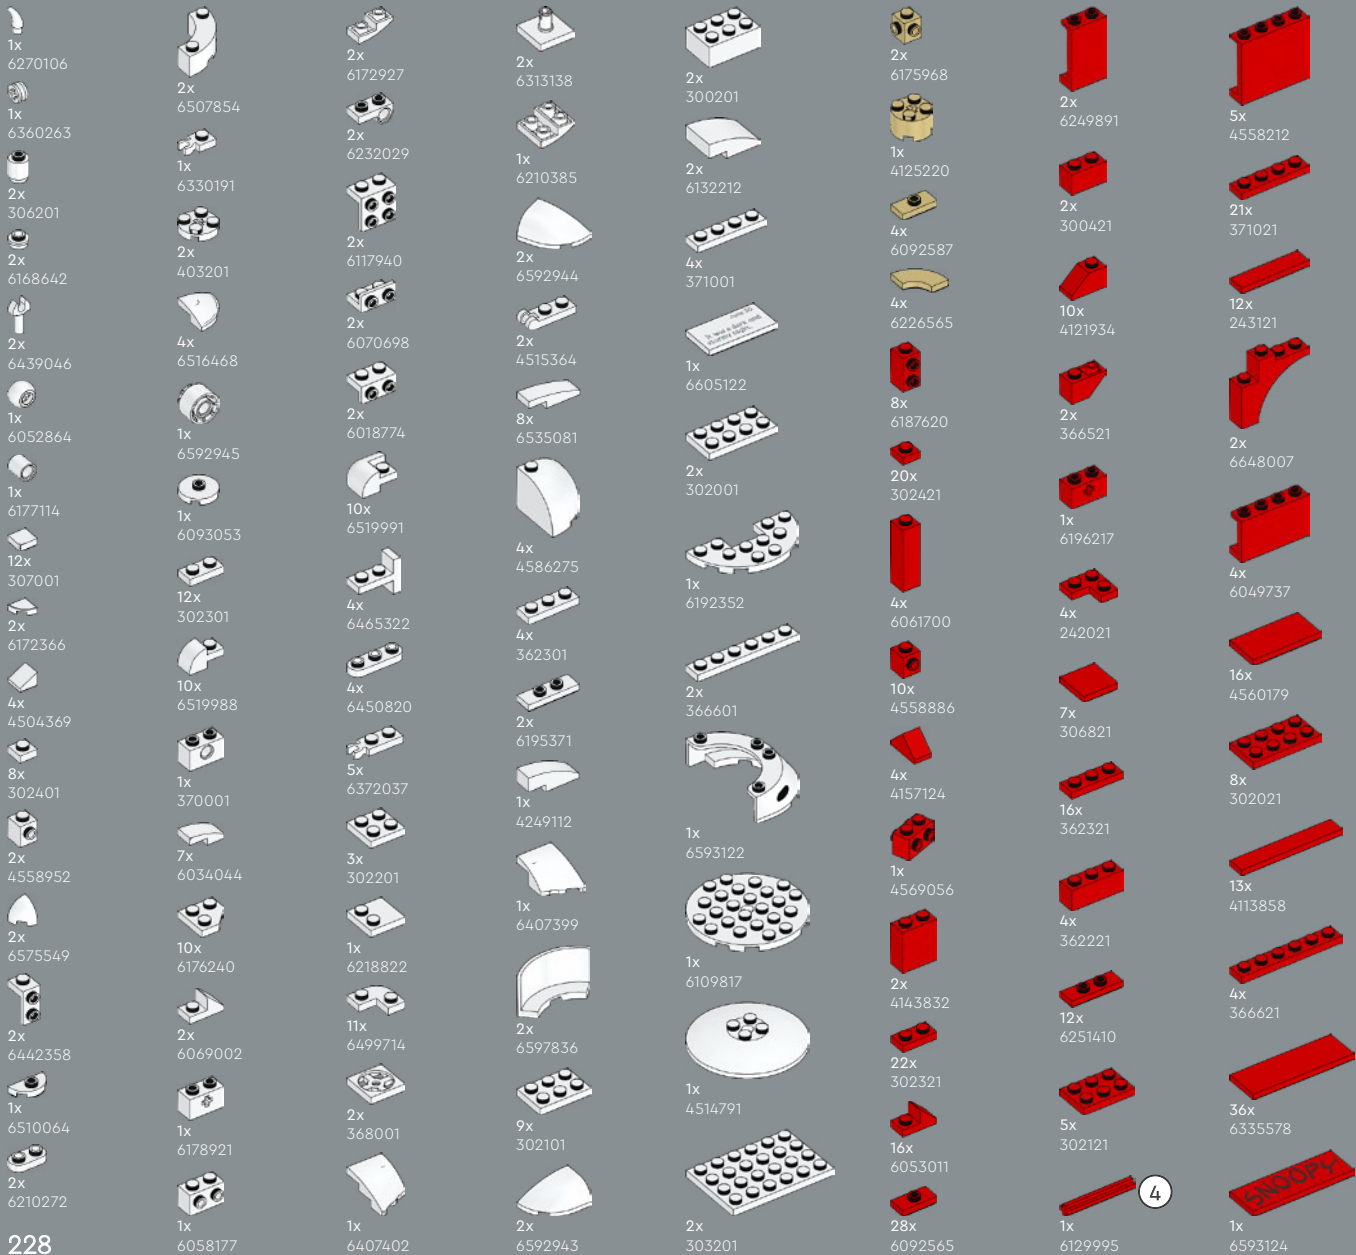 1x
6270106
1x
6360263
2x
306201
2x
6168642
2x
6439046
1x
6052864
1x
6177114
12x
307001
2x
6172366
4x
4504369
8x
302401
2x
4558952
2x
6575549
2x
6442358
1x
6510064
2x
6210272
228
2x
6507854
1x
6330191
2x
403201
4x
6516468
1x
6592945
1x
6093053
12x
302301
10x
6519988
1x
370001
7x
6034044
10x
6176240
2x
6069002
1x
6178921
1x
6058177
2x
6172927
2x
6232029
2x
6117940
2x
6070698
2x
6018774
10x
6519991
4x
6465322
4x
6450820
5x
6372037
3x
302201
1x
6218822
11x
6499714
2x
368001
1x
6407402
2x
6313138
1x
6210385
2x
6592944
2x
4515364
8x
6535081
4x
4586275
4x
362301
2x
6195371
1x
4249112
1x
6407399
2x
6597836
9x
302101
2x
6592943
2x
300201
2x
6132212
4x
371001
It was a dark and
stormy night.
1x
6605122
2x
302001
1x
6192352
2x
366601
1x
6593122
1x
6109817
1x
4514791
2x
303201
2x
6175968
1x
4125220
4x
6092587
4x
6226565
8x
6187620
20x
302421
4x
6061700
10x
4558886
4x
4157124
1x
4569056
2x
4143832
22x
302321
16x
6053011
28x
6092565
2x
6249891
2x
300421
10x
4121934
2x
366521
1x
6196217
4x
242021
7x
306821
16x
362321
4x
362221
12x
6251410
5x
302121
4
1x
6129995
5x
4558212
21x
371021
12x
243121
2x
6648007
4x
6049737
16x
4560179
8x
302021
13x
4113858
4x
366621
36x
6335578
SNOOPY
1x
6593124